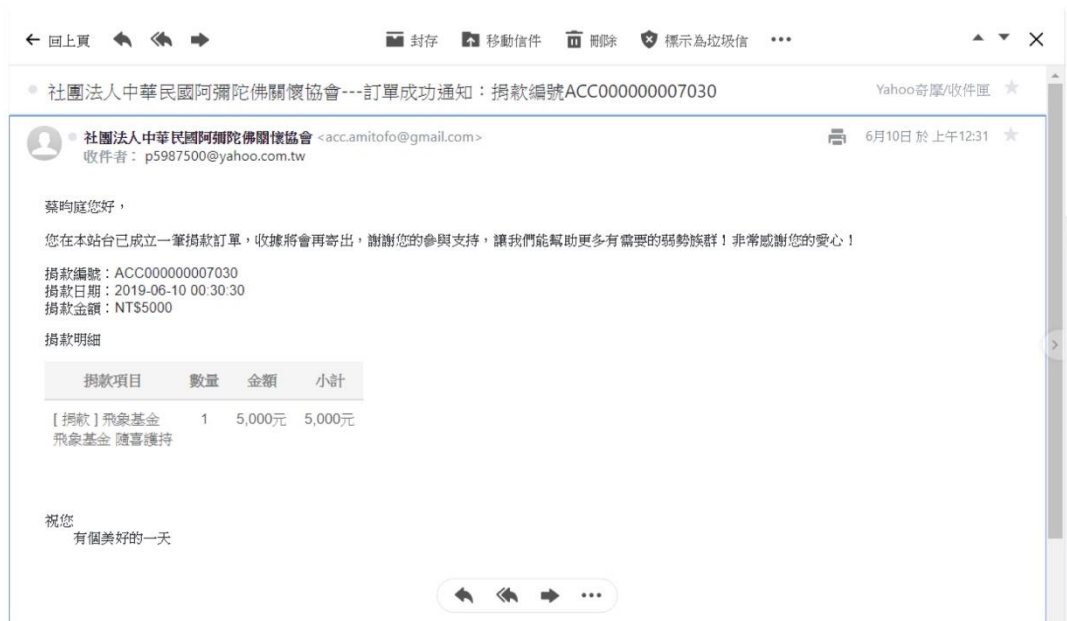 回上頁 封存 移動信件 刪除 標示為垃圾信
社團法人中華民國阿彌陀佛關懷協會---訂單成功通知：捐款編號ACC000000007030 Yahoo奇摩/收件匣
社團法人中華民國阿彌陀佛關懷協會 <acc.amitofo@gmail.com> 6月10日 於 上午12:31
收件者： p5987500@yahoo.com.tw
蔡昀庭您好，
您在本站台已成立一筆捐款訂單，收據將會再寄出，謝謝您的參與支持，讓我們能幫助更多有需要的弱勢族群！非常感謝您的愛心！
捐款編號：ACC000000007030
捐款日期：2019-06-10 00:30:30
捐款金額：NT$5000
捐款明細
捐款項目 數量 金額 小計
[ 捐款 ] 飛象基金 1 5,000元 5,000元
飛象基金 隨喜護持
祝您
有個美好的一天